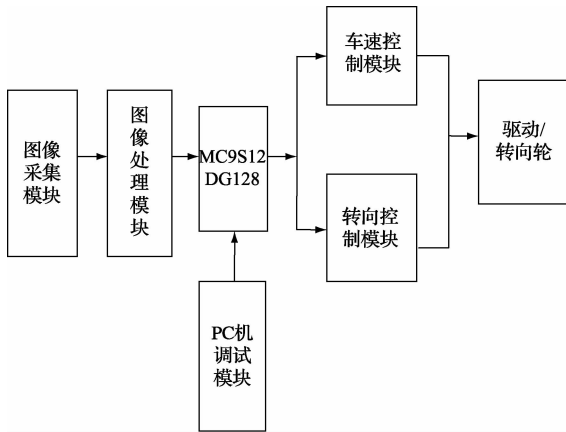 图像
采集
模块
图
像
处
理
模
块
MC9S12
DG128
PC机
调试
模块
车速控
制模块
转向控
制模块
驱动/
转向轮